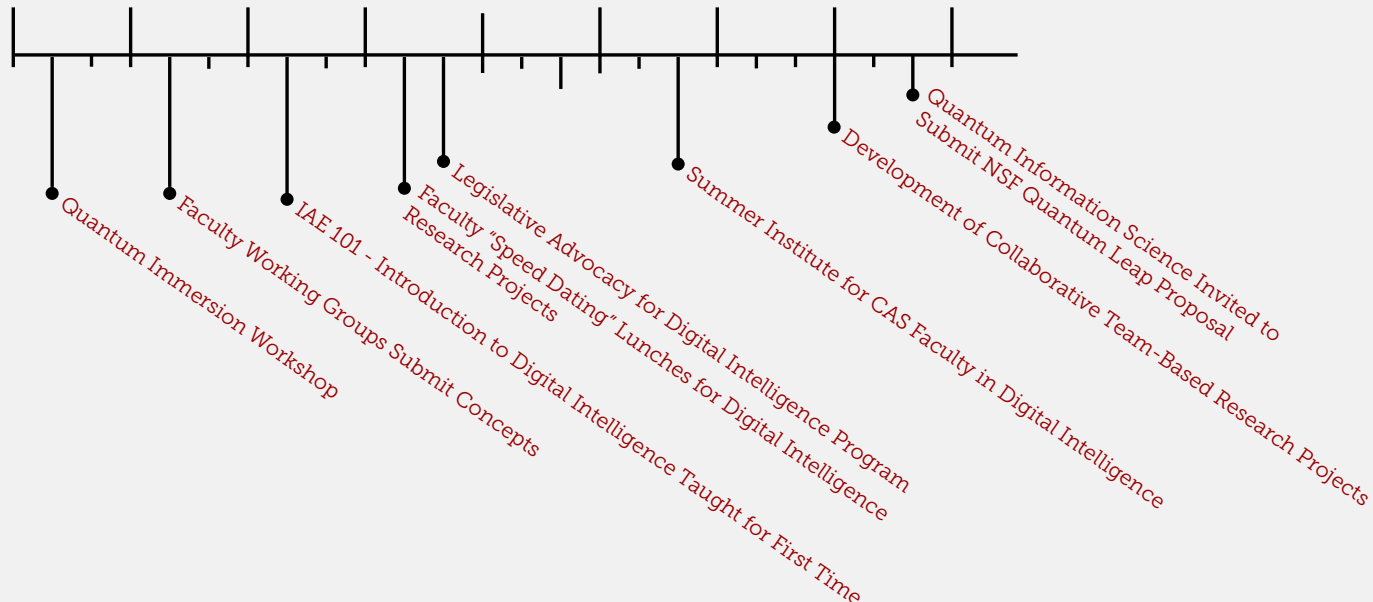 Quantum Immersion Workshop
Faculty Working Groups Submit Concepts
IAE 101 - Introduction to Digital Intelligence Taught for First Time
Faculty “Speed Dating” Lunches for Digital Intelligence
Research Projects
Legislative Advocacy for Digital Intelligence Program
Summer Institute for CAS Faculty in Digital Intelligence
Development of Collaborative Team-Based Research Projects
Quantum Information Science Invited to
Submit NSF Quantum Leap Proposal